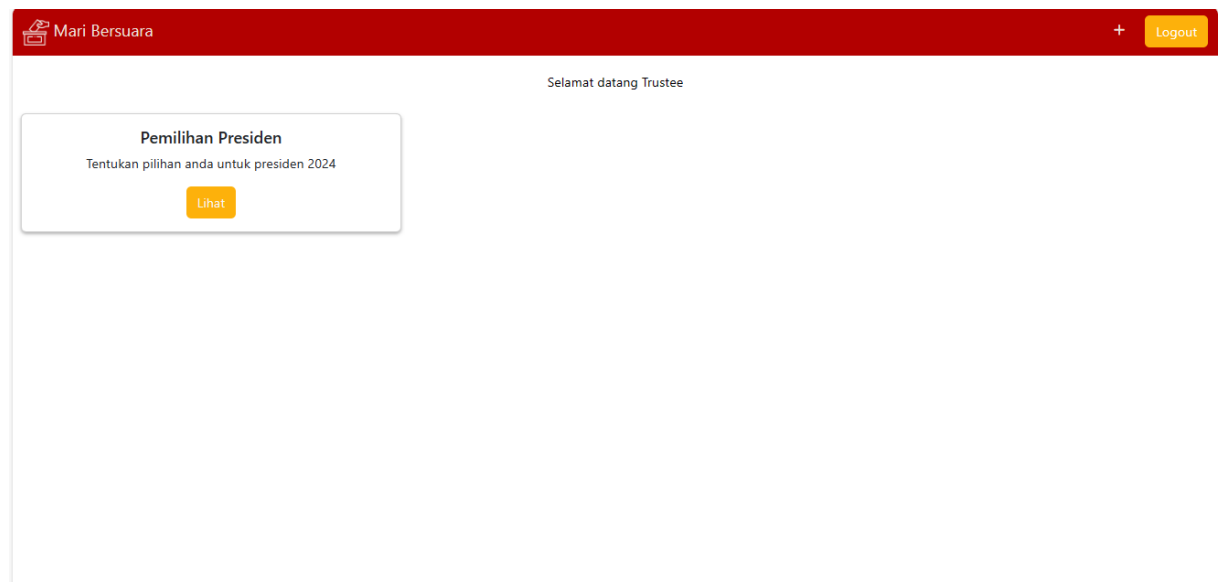 Mari Bersuara
+
Logout
Selamat datang Trustee
Pemilihan Presiden
Tentukan pilihan anda untuk presiden 2024
Lihat